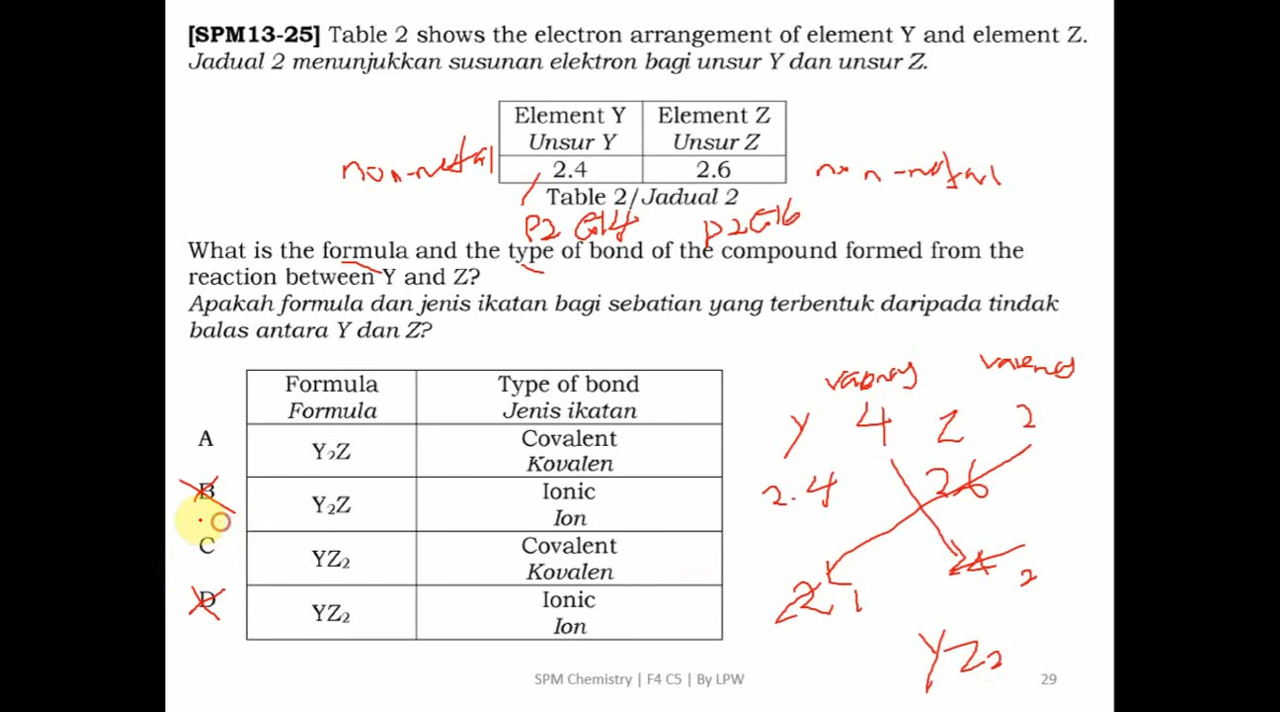 [SPM13-25] Table 2 shows the electron arrangement of element Y and element Z.
Jadual 2 menunjukkan susunan elektron bagi unsur Y dan unsur Z.
Element Y Element Z
Unsur Y Unsur Z
non-metal 2.4 2.6 non-metal
Table 2/Jadual 2
P2 G14 P2 G16
What is the formula and the type of bond of the compound formed from the
reaction between Y and Z?
Apakah formula dan jenis ikatan bagi sebatian yang terbentuk daripada tindak
balas antara Y dan Z?
Formula Type of bond
Formula Jenis ikatan
A Y₂Z Covalent
Kovalen
B Y₂Z Ionic
Ion
C YZ₂ Covalent
Kovalen
D YZ₂ Ionic
Ion
valency valency
Y 4 Z 2
2.4 26
2 1 4 2
YZ₂
SPM Chemistry | F4 C5 | By LPW 29